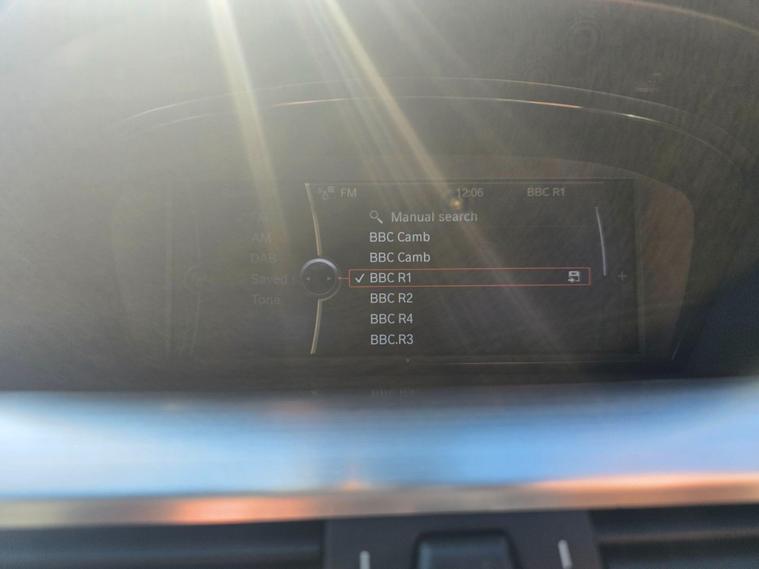 FM 12:06 BBC R1
Manual search
AM
BBC Camb
DAB
BBC Camb
Saved
BBC R1
Tone
BBC R2
BBC R4
BBC.R3